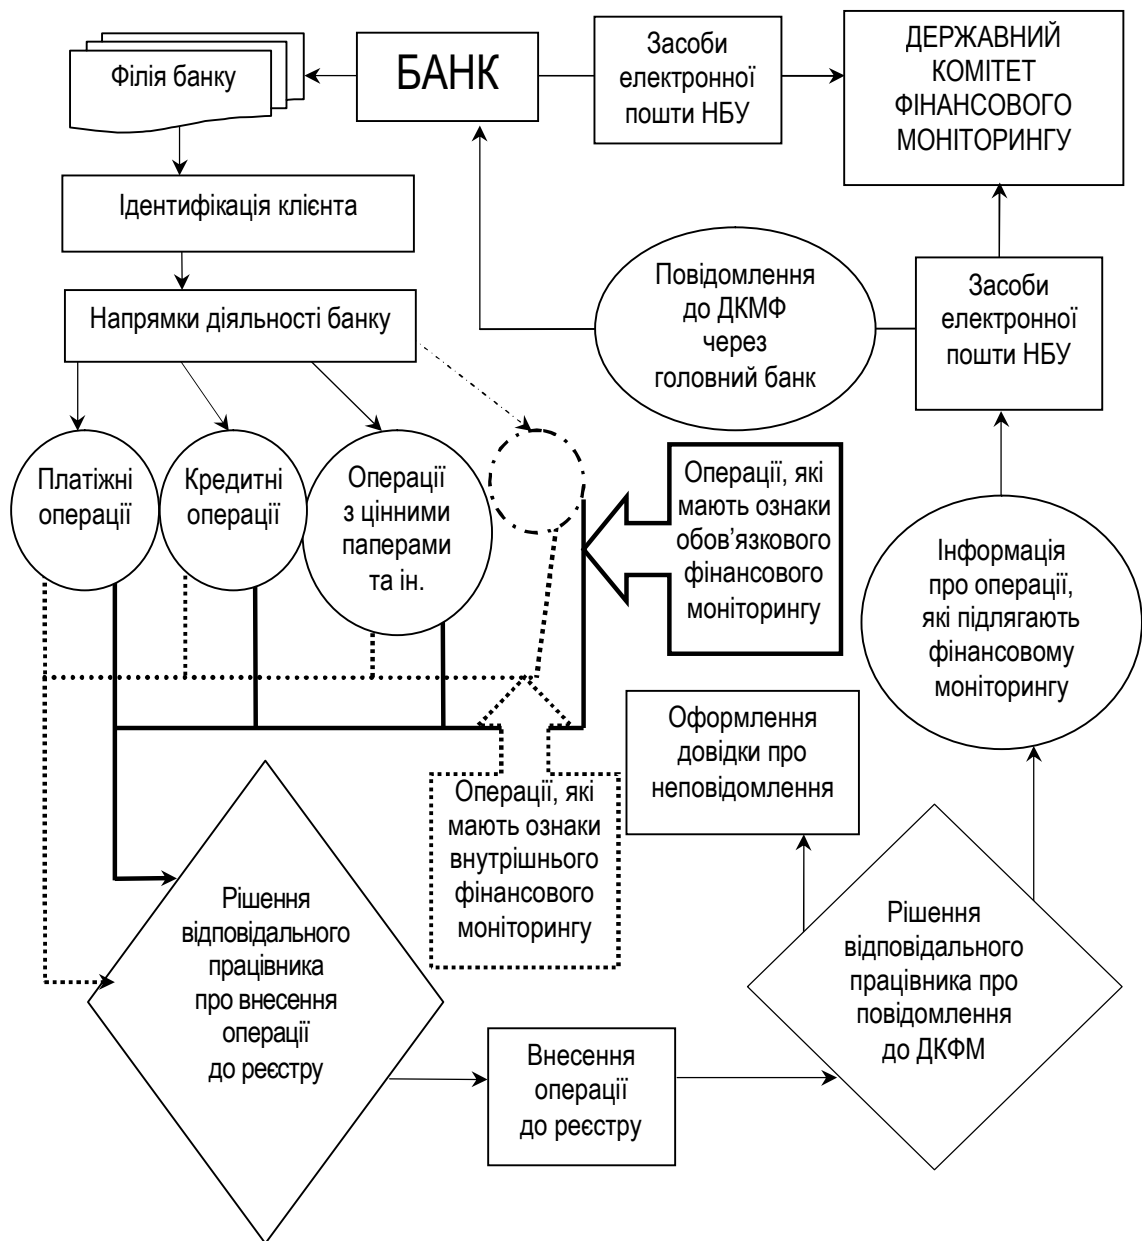 Філія банку
БАНК
Засоби
електронної
пошти НБУ
ДЕРЖАВНИЙ
КОМІТЕТ
ФІНАНСОВОГО
МОНІТОРИНГУ
Ідентифікація клієнта
Напрямки діяльності банку
Повідомлення
до ДКМФ
через
головний банк
Засоби
електронної
пошти НБУ
Платіжні
операції
Кредитні
операції
Операції
з цінними
паперами
та ін.
Операції, які
мають ознаки
обов’язкового
фінансового
моніторингу
Інформація
про операції,
які підлягають
фінансовому
моніторингу
Оформлення
довідки про
неповідомлення
Операції, які
мають ознаки
внутрішнього
фінансового
моніторингу
Рішення
відповідального
працівника
про внесення
операції
до реєстру
Внесення
операції
до реєстру
Рішення
відповідального
працівника про
повідомлення
до ДКФМ